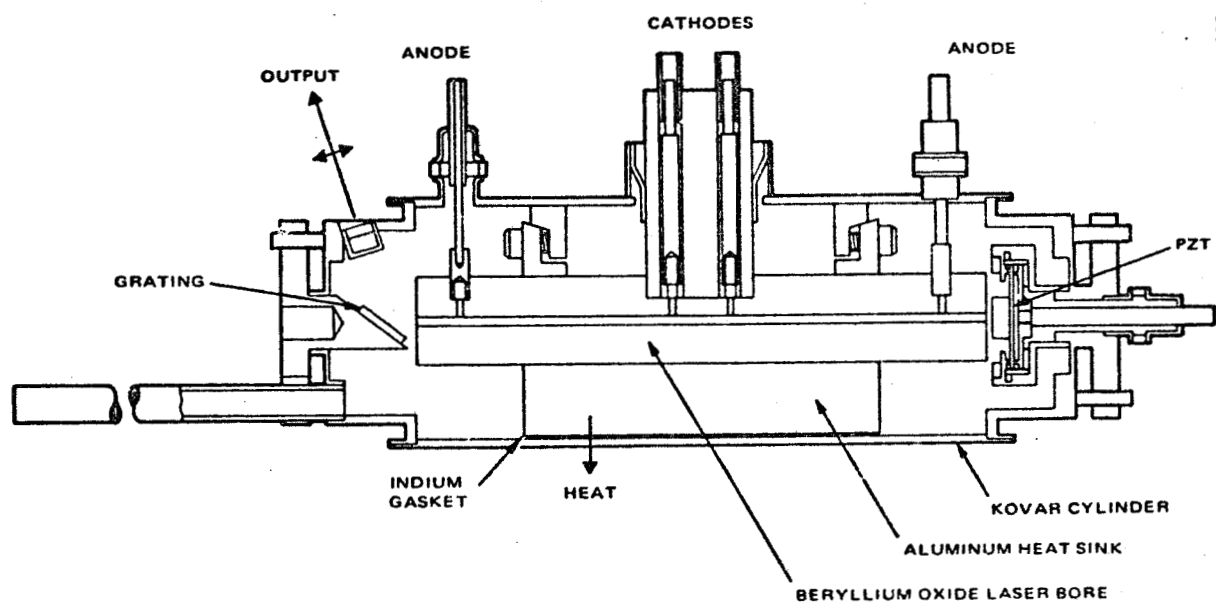 CATHODES
ANODE
ANODE
OUTPUT
PZT
GRATING
INDIUM
GASKET
HEAT
KOVAR CYLINDER
ALUMINUM HEAT SINK
BERYLLIUM OXIDE LASER BORE